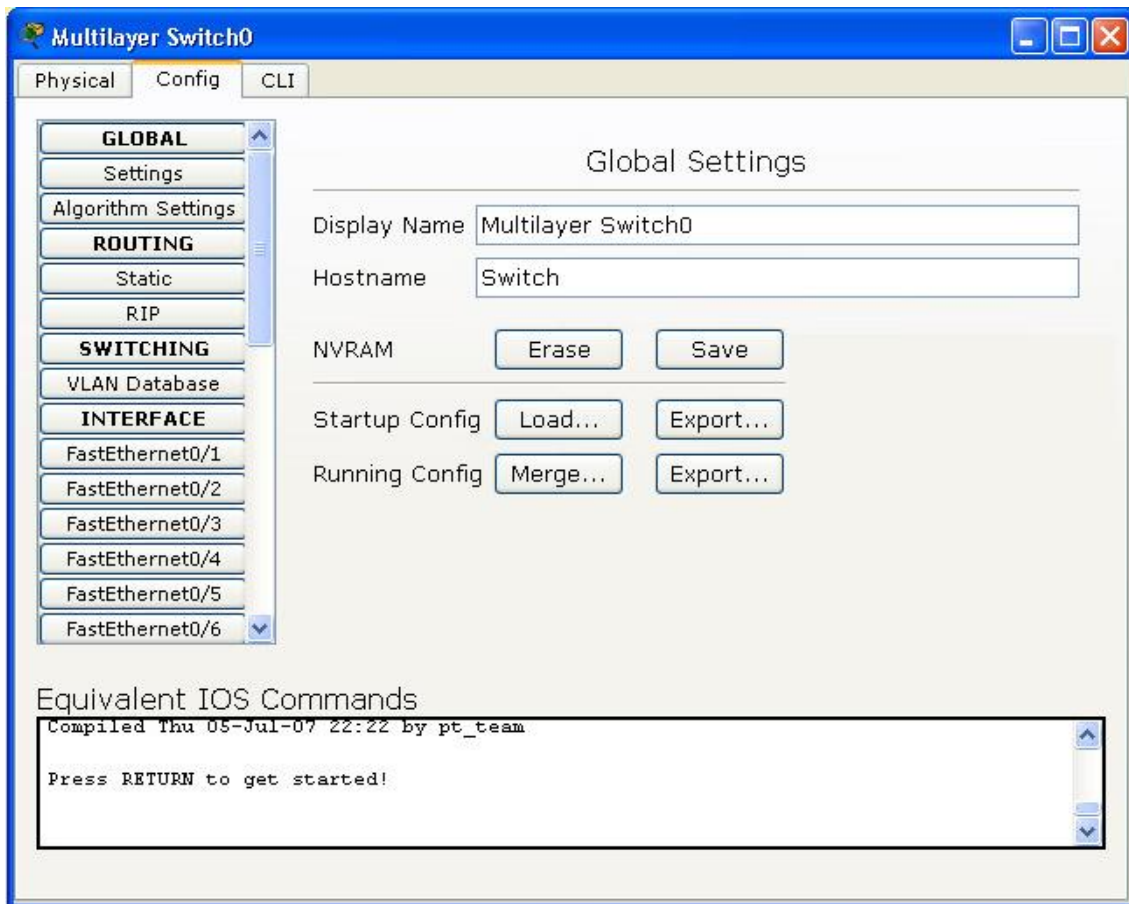 Multilayer Switch0
Physical Config CLI
GLOBAL
Settings
Algorithm Settings
ROUTING
Static
RIP
SWITCHING
VLAN Database
INTERFACE
FastEthernet0/1
FastEthernet0/2
FastEthernet0/3
FastEthernet0/4
FastEthernet0/5
FastEthernet0/6
Global Settings
Display Name Multilayer Switch0
Hostname Switch
NVRAM Erase Save
Startup Config Load... Export...
Running Config Merge... Export...
Equivalent IOS Commands
Compiled Thu 05-Jul-07 22:22 by pt_team
Press RETURN to get started!